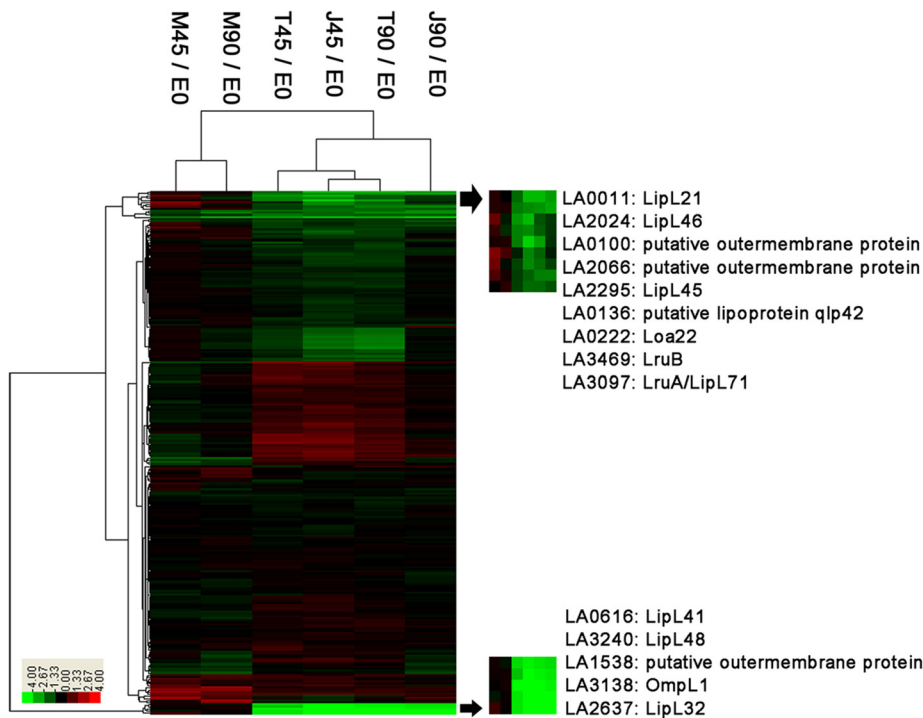 M45 / E0
M90 / E0
T45 / E0
J45 / E0
T90 / E0
J90 / E0
LA0011: LipL21
LA2024: LipL46
LA0100: putative outermembrane protein
LA2066: putative outermembrane protein
LA2295: LipL45
LA0136: putative lipoprotein qlp42
LA0222: Loa22
LA3469: LruB
LA3097: LruA/LipL71
LA0616: LipL41
LA3240: LipL48
LA1538: putative outermembrane protein
LA3138: OmpL1
LA2637: LipL32
-4.00
-2.67
-1.33
0.00
1.33
2.67
4.00